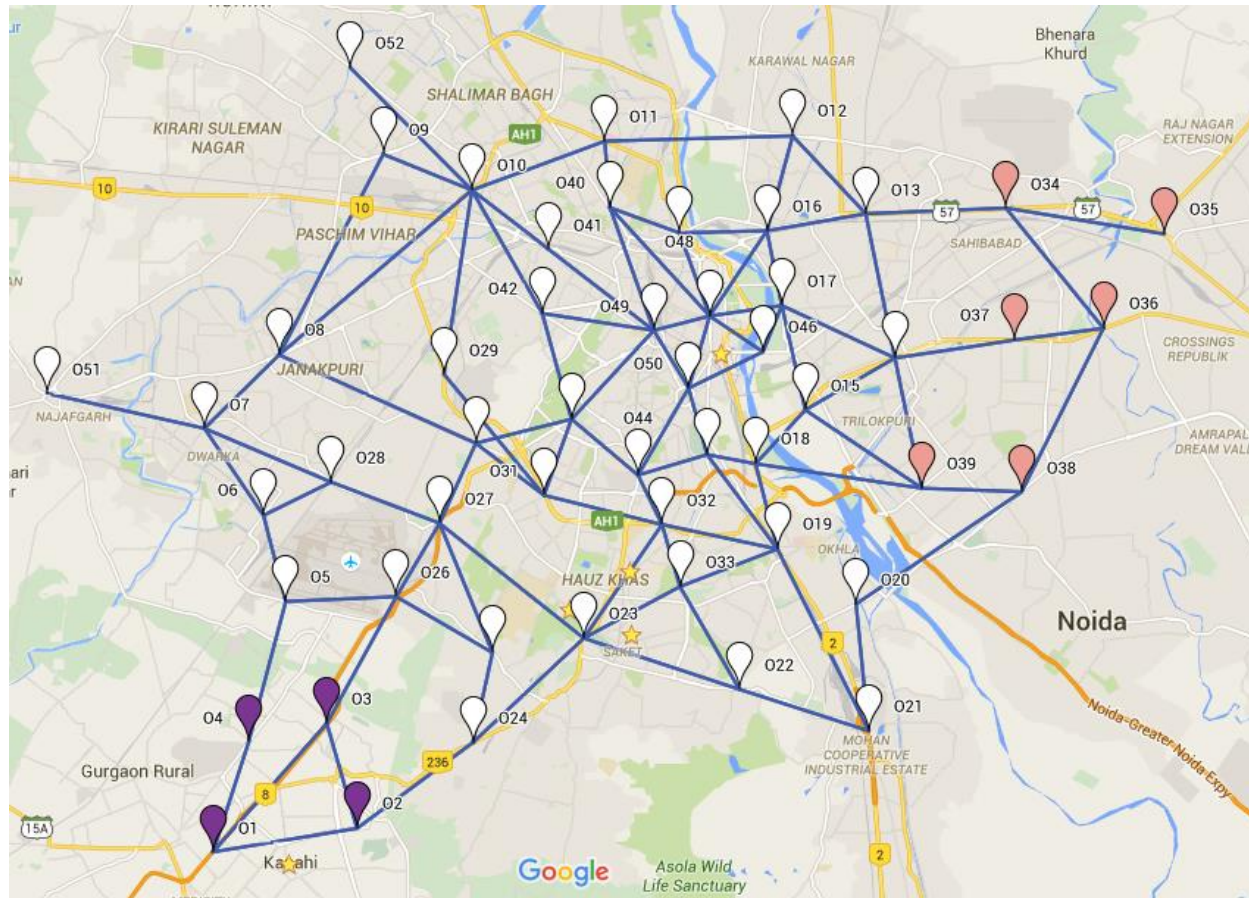 Bhenara
Khurd
O52
KARAWAL NAGAR
SHALIMAR BAGH
KIRARI SULEMAN
NAGAR
O9
AH1
O11
O12
RAJ NAGAR
EXTENSION
O10
10
O40
O13
O34
10
O41
O16
57
57
O35
PASCHIM VIHAR
O48
SAHIBABAD
O42
O49
O17
O46
O37
O36
O8
JANAKPURI
O29
CROSSINGS
REPUBLIK
O51
O50
NAJAFGARH
O7
O15
TRILOKPURI
DWARKA
O28
O44
O18
AMRAPALI
DREAM VALL
O31
O39
O38
O6
O27
O32
AH1
O19
OKHLA
O5
O26
HAUZ KHAS
O33
O20
O23
Noida
SAKET
2
O22
O3
O4
O24
O21
Noida-Greater Noida Expy
MOHAN
COOPERATIVE
INDUSTRIAL ESTATE
Gurgaon Rural
236
8
O2
15A
O1
2
Google
Asola Wild
Life Sanctuary